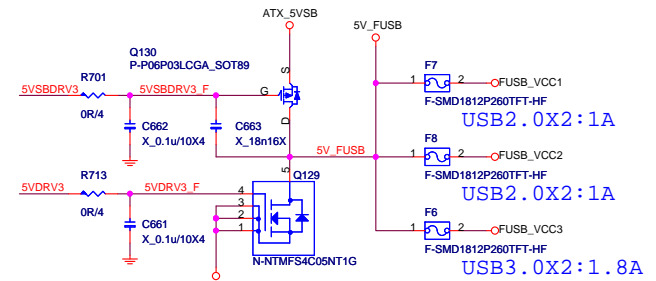 ATX_5VSB
5V_FUSB
Q130
P-P06P03LCGA_SOT89
F7
R701
S
1 2 FUSB_VCC1
5VSBDRV3 5VSBDRV3_F G
F-SMD1812P260TFT-HF
0R/4
C662 C663
D
USB2.0X2:1A
X_0.1u/10X4 X_18n16X
F8
5V_FUSB
1 2 FUSB_VCC2
5 Q129
F-SMD1812P260TFT-HF
R713
5VDRV3 5VDRV3_F 4
USB2.0X2:1A
3
0R/4
2
F6
C661
1
1 2 FUSB_VCC3
X_0.1u/10X4
F-SMD1812P260TFT-HF
N-NTMFS4C05NT1G
USB3.0X2:1.8A